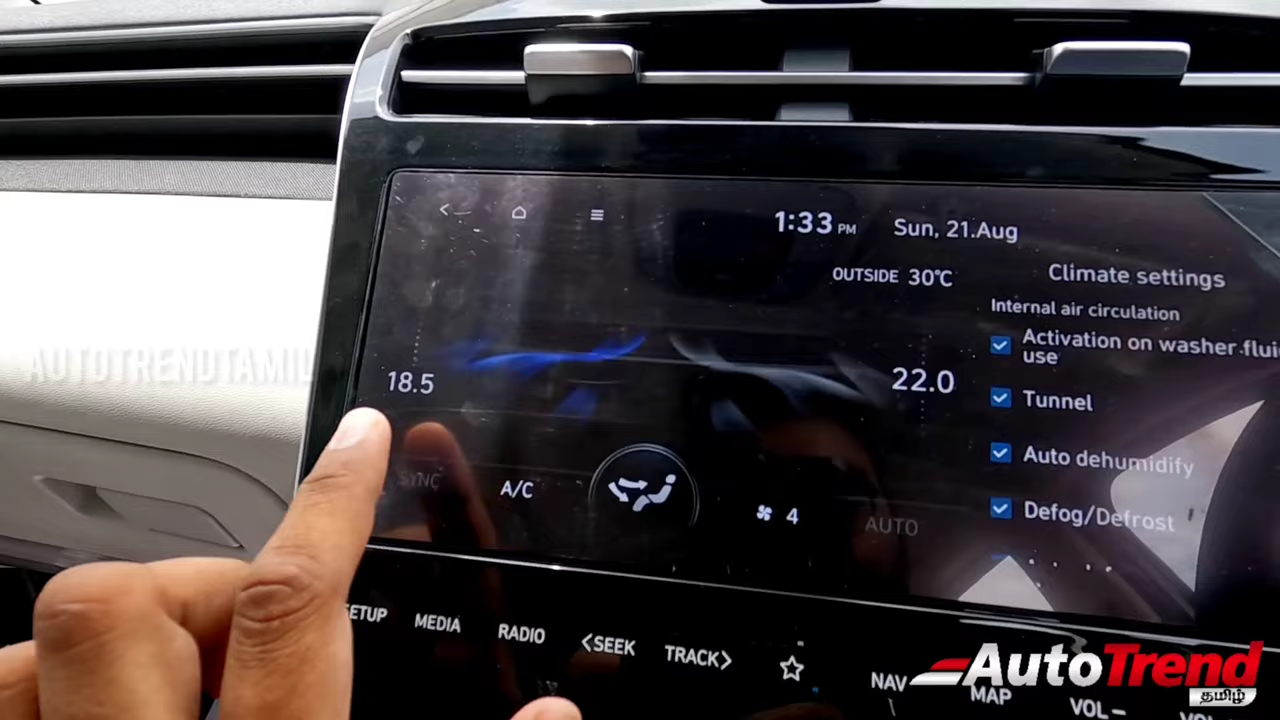 1:33 PM Sun, 21.Aug
OUTSIDE 30℃
Climate settings
Internal air circulation
Activation on washer flui
use
Tunnel
Auto dehumidify
Defog/Defrost
18.5
22.0
SYNC
A/C
4
AUTO
AUTOTRENDTAMIL
SETUP
MEDIA
RADIO
<SEEK
TRACK>
NAV
MAP
VOL–
AutoTrend
தமிழ்